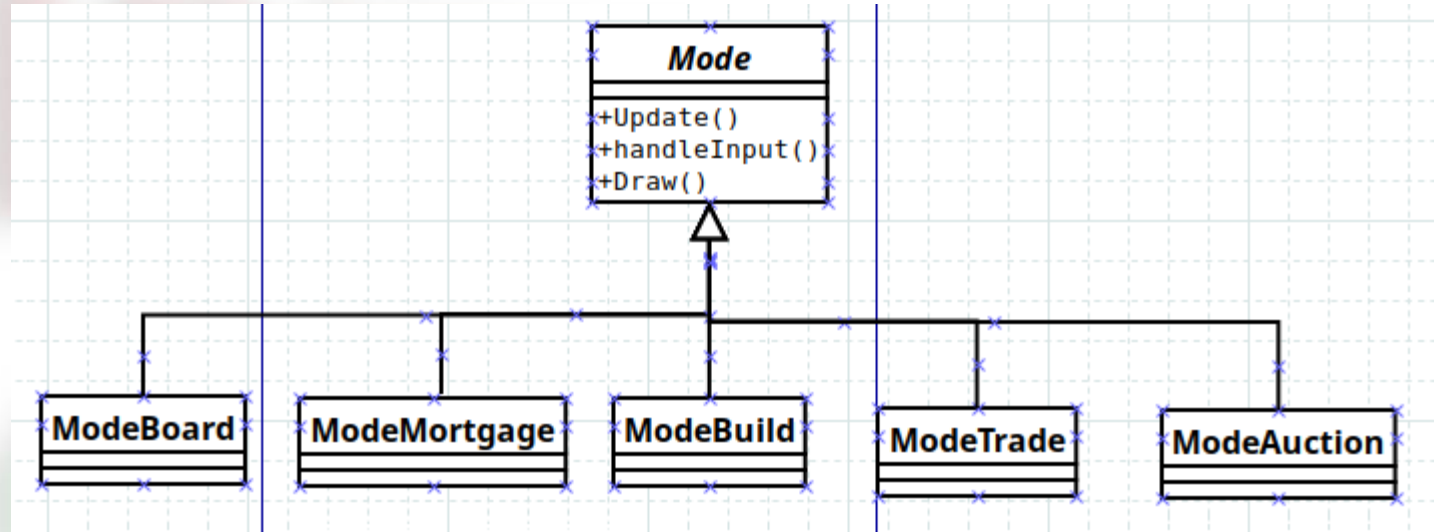 Mode
+Update()
+handleInput()
+Draw()
ModeBoard
ModeMortgage
ModeBuild
ModeTrade
ModeAuction